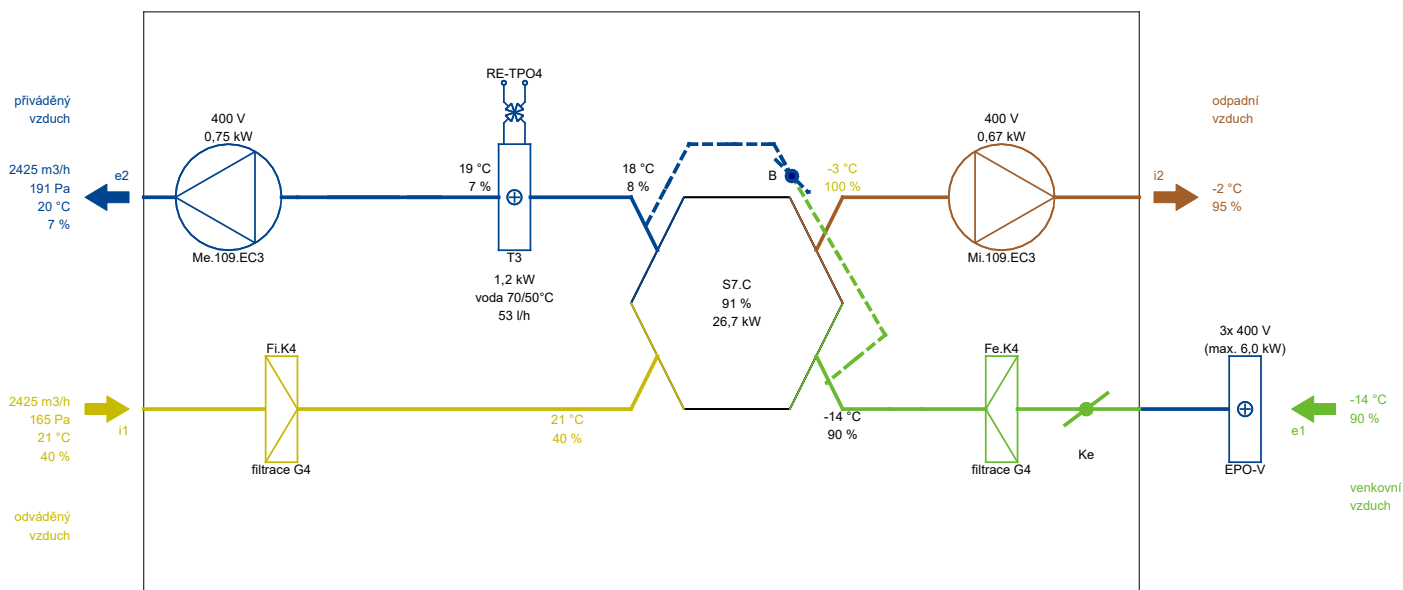 RE-TPO4
přiváděný
vzduch
400 V
0,75 kW
400 V
0,67 kW
odpadní
vzduch
2425 m3/h
191 Pa
20 °C
7 %
e2
19 °C
7 %
18 °C
8 %
B
-3 °C
100 %
i2
-2 °C
95 %
Me.109.EC3
T3
1,2 kW
voda 70/50°C
53 l/h
S7.C
91 %
26,7 kW
Mi.109.EC3
Fi.K4
Fe.K4
3x 400 V
(max. 6,0 kW)
2425 m3/h
165 Pa
21 °C
40 %
i1
21 °C
40 %
-14 °C
90 %
Ke
e1
-14 °C
90 %
filtrace G4
filtrace G4
EPO-V
odváděný
vzduch
venkovní
vzduch